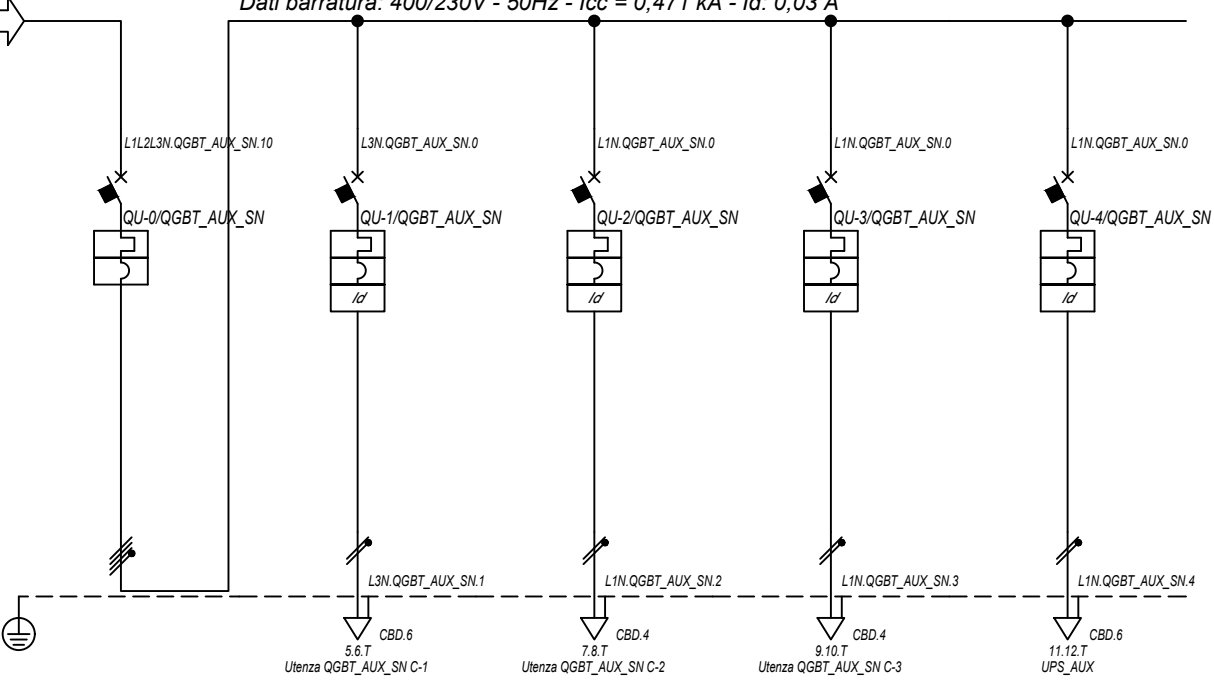 Dati barratura: 400/230V - 50Hz - Icc = 0,471 kA - Id: 0,03 A
L1L2L3N.QGBT_AUX_SN.10
L3N.QGBT_AUX_SN.0
L1N.QGBT_AUX_SN.0
L1N.QGBT_AUX_SN.0
L1N.QGBT_AUX_SN.0
QU-0/QGBT_AUX_SN
QU-1/QGBT_AUX_SN
QU-2/QGBT_AUX_SN
QU-3/QGBT_AUX_SN
QU-4/QGBT_AUX_SN
Id
Id
Id
Id
L3N.QGBT_AUX_SN.1
L1N.QGBT_AUX_SN.2
L1N.QGBT_AUX_SN.3
L1N.QGBT_AUX_SN.4
CBD.6
CBD.4
CBD.4
CBD.6
5.6.T
Utenza QGBT_AUX_SN C-1
7.8.T
Utenza QGBT_AUX_SN C-2
9.10.T
Utenza QGBT_AUX_SN C-3
11.12.T
UPS_AUX